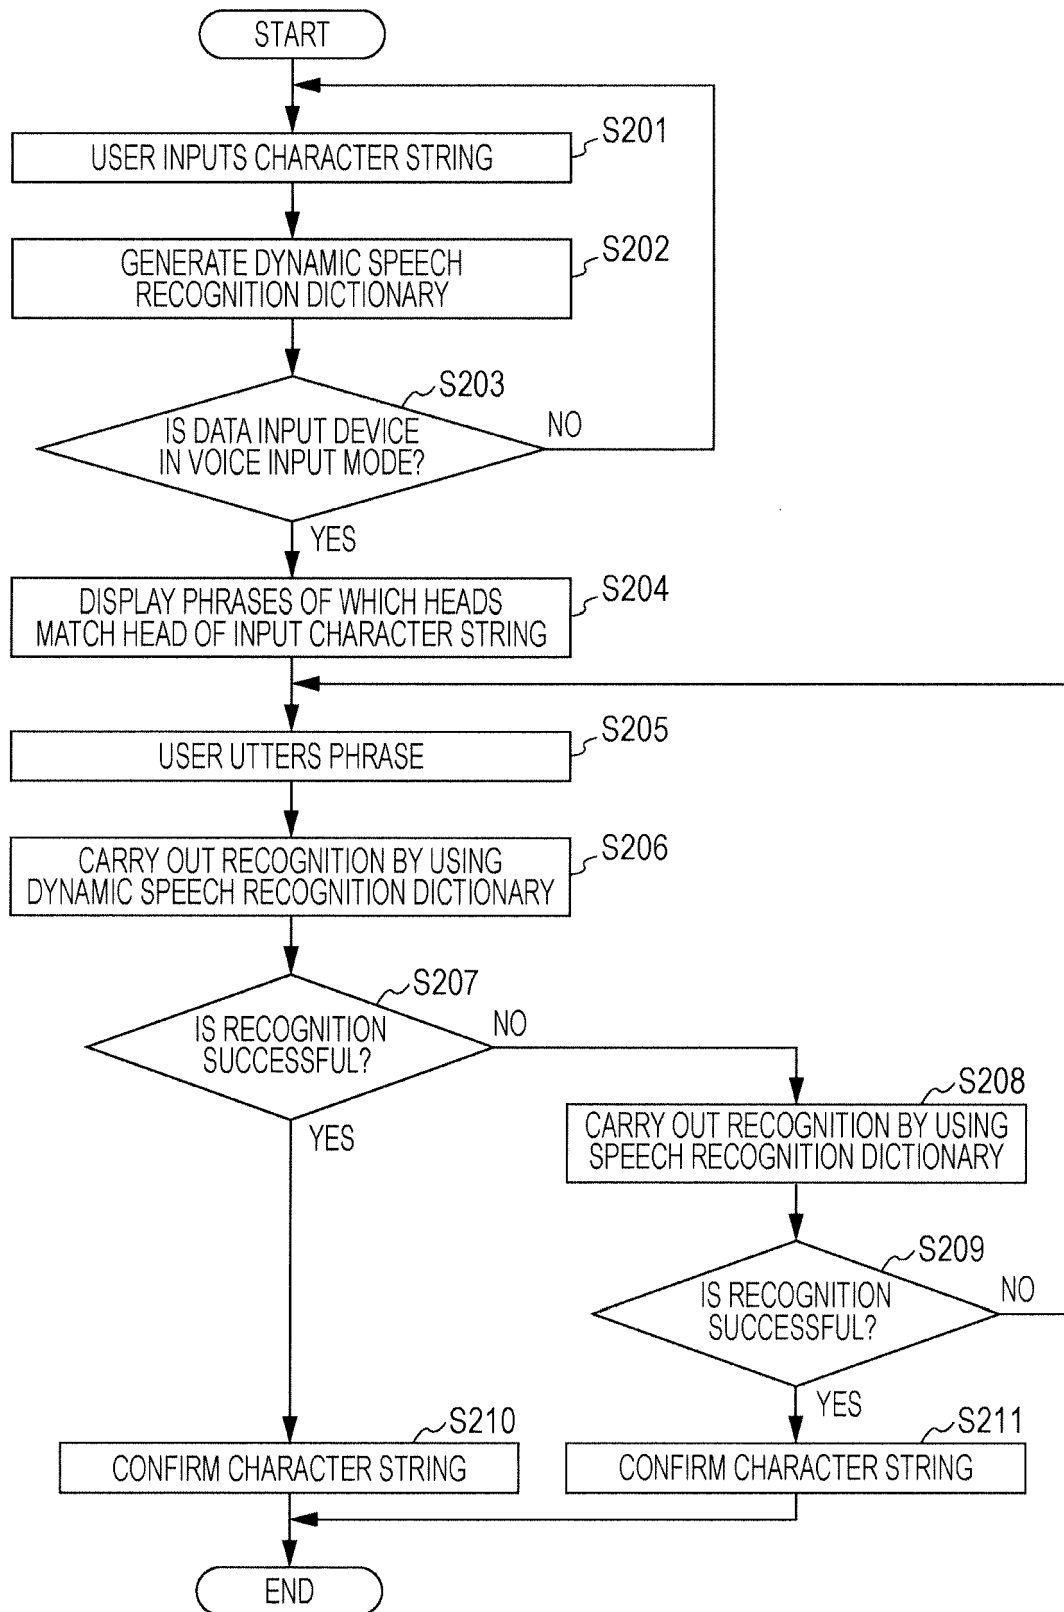 START
S201
USER INPUTS CHARACTER STRING
S202
GENERATE DYNAMIC SPEECH
RECOGNITION DICTIONARY
S203
IS DATA INPUT DEVICE
IN VOICE INPUT MODE?
NO
YES
S204
DISPLAY PHRASES OF WHICH HEADS
MATCH HEAD OF INPUT CHARACTER STRING
S205
USER UTTERS PHRASE
S206
CARRY OUT RECOGNITION BY USING
DYNAMIC SPEECH RECOGNITION DICTIONARY
S207
IS RECOGNITION
SUCCESSFUL?
NO
YES
S208
CARRY OUT RECOGNITION BY USING
SPEECH RECOGNITION DICTIONARY
S209
IS RECOGNITION
SUCCESSFUL?
NO
YES
S210
CONFIRM CHARACTER STRING
S211
CONFIRM CHARACTER STRING
END